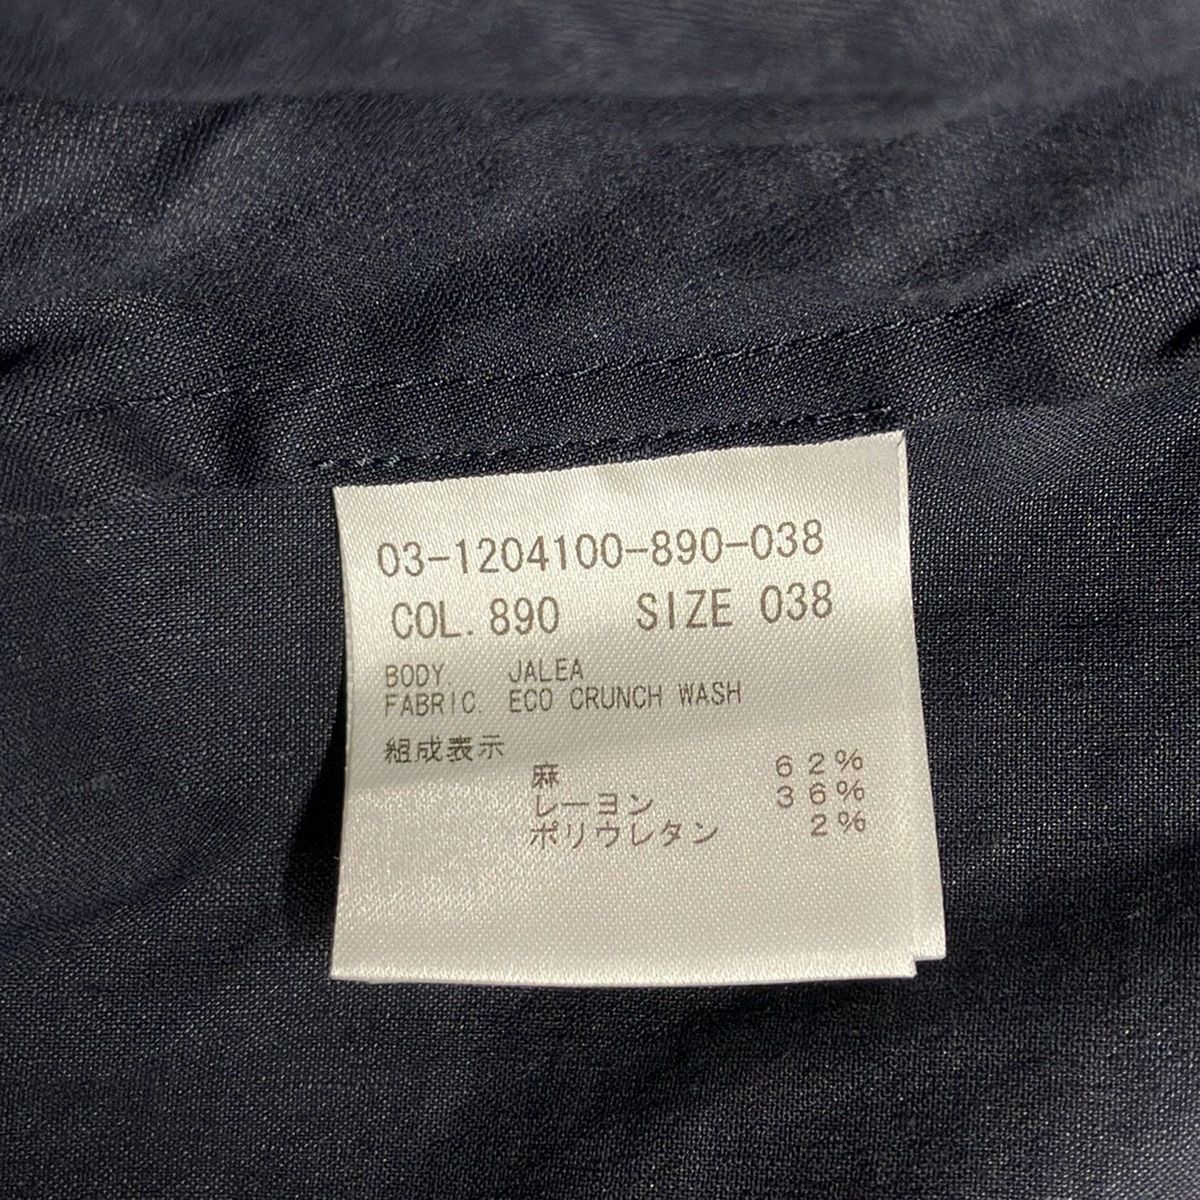 03-1204100-890-038
COL.890 SIZE 038
BODY. JALEA
FABRIC. ECO CRUNCH WASH
組成表示
麻 62%
レーヨン 36%
ポリウレタン 2%